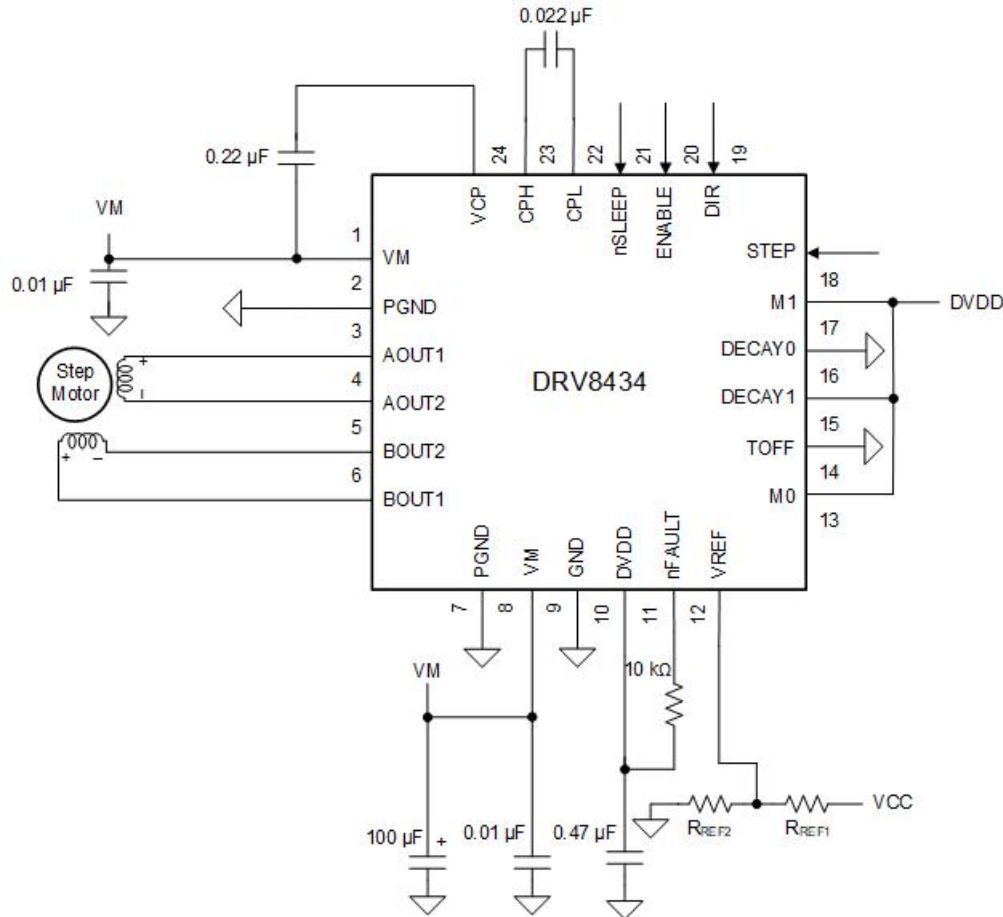 0.022 µF
0.22 µF
24
23
22
21
20
19
VCP
CPH
CPL
nSLEEP
ENABLE
DIR
VM
1
VM
STEP
0.01 µF
2
PGND
18
M1
DVDD
3
AOUT1
17
DECAY0
Step
Motor
+
–
4
AOUT2
DRV8434
16
DECAY1
5
BOUT2
15
TOFF
+
–
6
BOUT1
14
M0
13
PGND
VM
GND
DVDD
nFAULT
VREF
7
8
9
10
11
12
VM
10 kΩ
VCC
RREF2
RREF1
100 µF
+
0.01 µF
0.47 µF